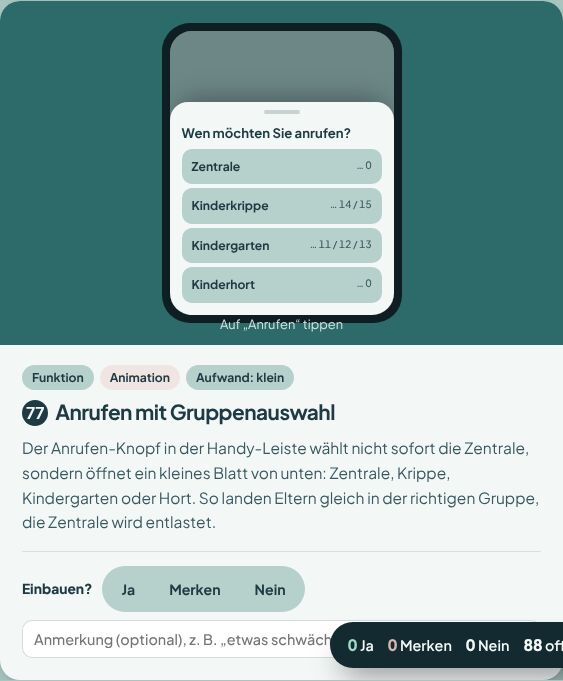 Wen möchten Sie anrufen?
Zentrale … 0
Kinderkrippe … 14 / 15
Kindergarten … 11 / 12 / 13
Kinderhort … 0
Auf „Anrufen“ tippen
Funktion Animation Aufwand: klein
77 Anrufen mit Gruppenauswahl
Der Anrufen-Knopf in der Handy-Leiste wählt nicht sofort die Zentrale,
sondern öffnet ein kleines Blatt von unten: Zentrale, Krippe,
Kindergarten oder Hort. So landen Eltern gleich in der richtigen Gruppe,
die Zentrale wird entlastet.
Einbauen? Ja Merken Nein
Anmerkung (optional), z. B. „etwas
0 Ja 0 Merken 0 Nein 88